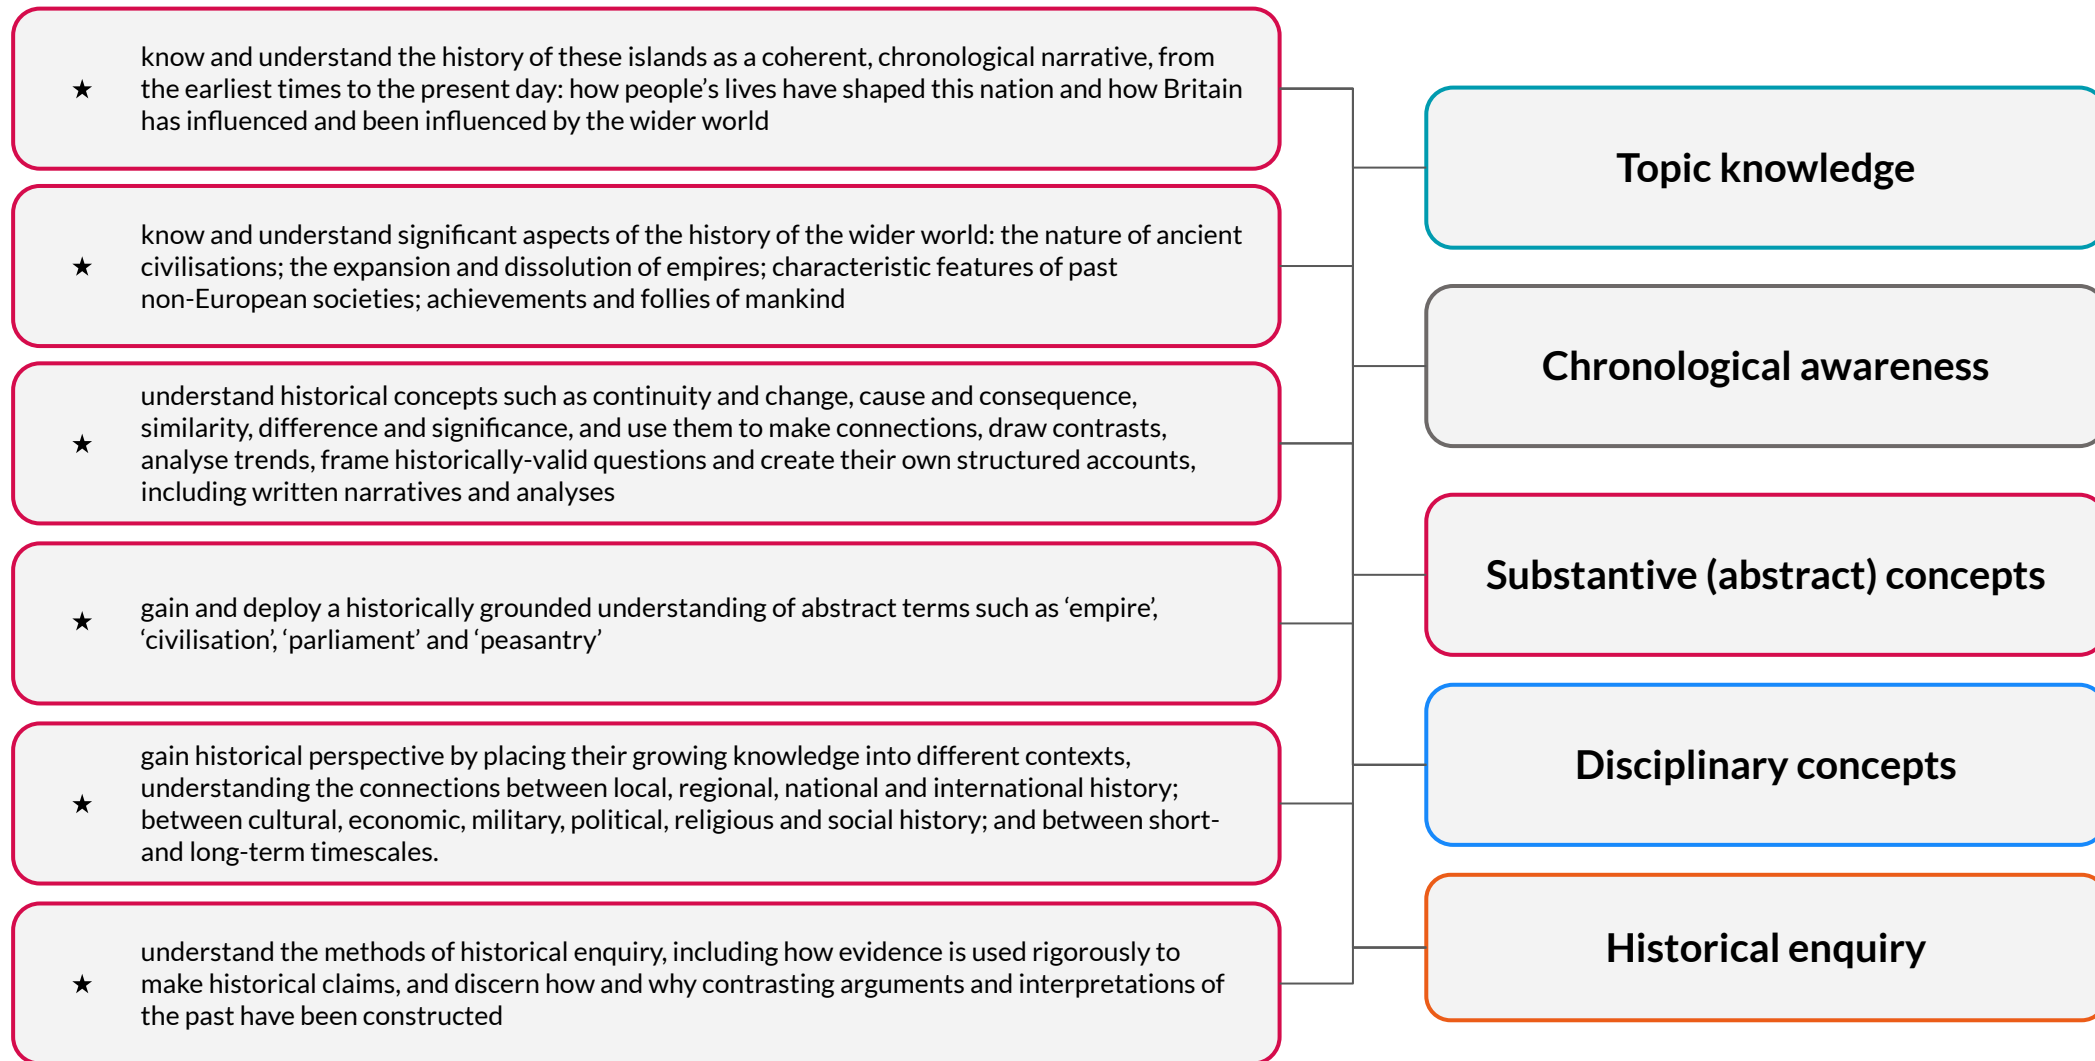 ★ know and understand the history of these islands as a coherent, chronological narrative, from
the earliest times to the present day: how people’s lives have shaped this nation and how Britain
has influenced and been influenced by the wider world
★ know and understand significant aspects of the history of the wider world: the nature of ancient
civilisations; the expansion and dissolution of empires; characteristic features of past
non-European societies; achievements and follies of mankind
★ understand historical concepts such as continuity and change, cause and consequence,
similarity, difference and significance, and use them to make connections, draw contrasts,
analyse trends, frame historically-valid questions and create their own structured accounts,
including written narratives and analyses
★ gain and deploy a historically grounded understanding of abstract terms such as ‘empire’,
‘civilisation’, ‘parliament’ and ‘peasantry’
★ gain historical perspective by placing their growing knowledge into different contexts,
understanding the connections between local, regional, national and international history;
between cultural, economic, military, political, religious and social history; and between short-
and long-term timescales.
★ understand the methods of historical enquiry, including how evidence is used rigorously to
make historical claims, and discern how and why contrasting arguments and interpretations of
the past have been constructed
Topic knowledge
Chronological awareness
Substantive (abstract) concepts
Disciplinary concepts
Historical enquiry